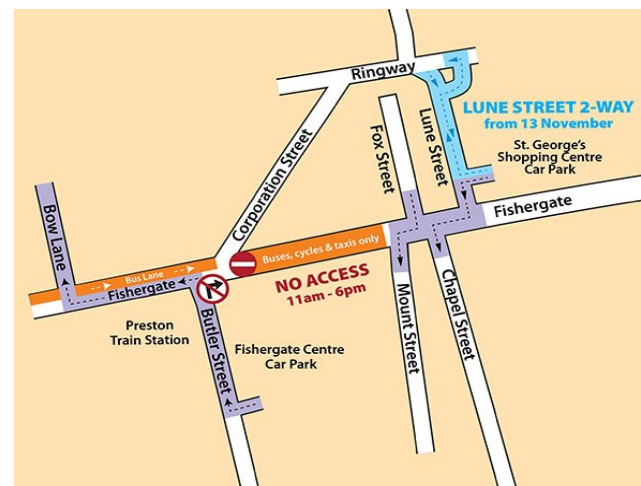 Ringway
LUNE STREET 2-WAY
from 13 November
St. George's
Shopping Centre
Car Park
Lune Street
Fox Street
Corporation Street
Fishergate
Bow Lane
Buses, cycles & taxis only
Bus Lane
Fishergate
NO ACCESS
11am - 6pm
Preston
Train Station
Butler Street
Fishergate Centre
Car Park
Mount Street
Chapel Street